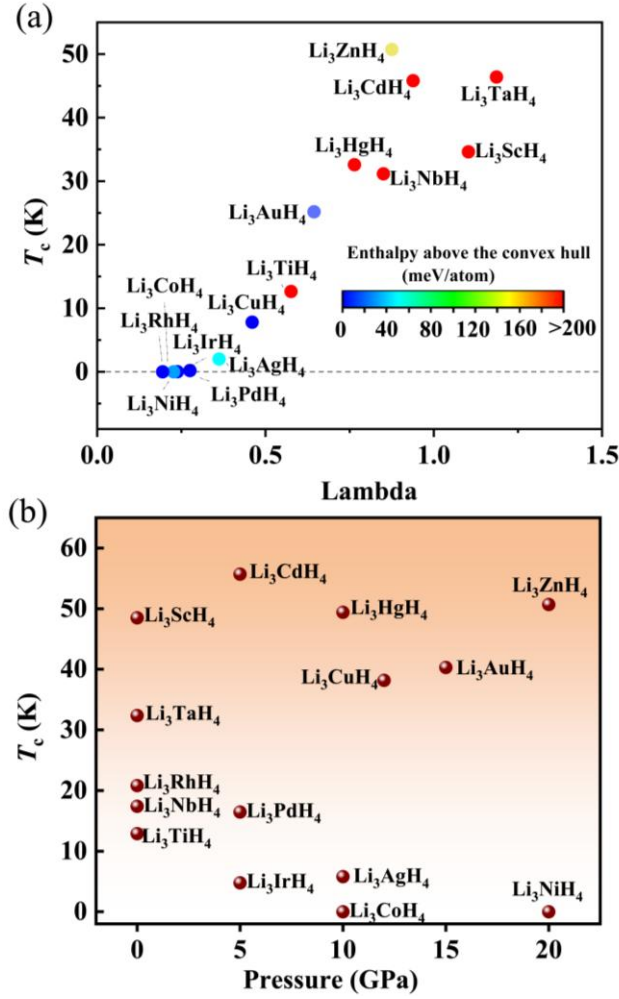 (a)
50
40
30
20
10
0
T_c (K)
Li₃ZnH₄
Li₃CdH₄
Li₃TaH₄
Li₃HgH₄
Li₃ScH₄
Li₃NbH₄
Li₃AuH₄
Enthalpy above the convex hull
(meV/atom)
0 40 80 120 160 >200
Li₃TiH₄
Li₃CoH₄
Li₃CuH₄
Li₃RhH₄
Li₃IrH₄
Li₃AgH₄
Li₃PdH₄
Li₃NiH₄
0.0 0.5 1.0 1.5
Lambda
(b)
60
50
40
30
20
10
0
T_c (K)
Li₃CdH₄
Li₃ZnH₄
Li₃ScH₄
Li₃HgH₄
Li₃CuH₄
Li₃AuH₄
Li₃TaH₄
Li₃RhH₄
Li₃NbH₄
Li₃PdH₄
Li₃TiH₄
Li₃IrH₄
Li₃AgH₄
Li₃NiH₄
Li₃CoH₄
0 5 10 15 20
Pressure (GPa)